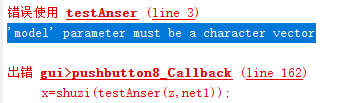 错误使用 testAnser (line 3)
'model' parameter must be a character vector
出错 gui>pushbutton8_Callback (line 162)
x=shuzi(testAnser(z,net1));